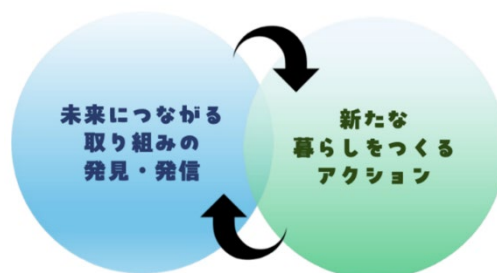 未来につながる
取り組みの
発見・発信
新たな
暮らしをつくる
アクション